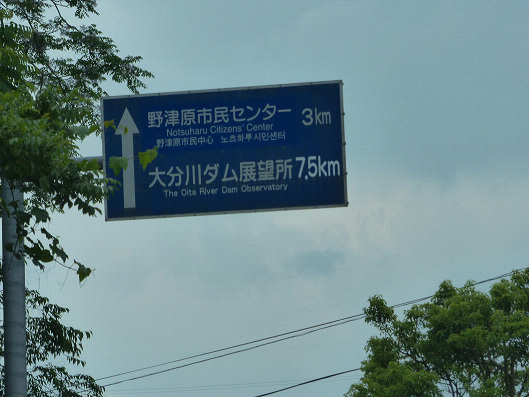 野津原市民センター 3km
Notsuharu Citizens' Center
野津原市民中心 노츠하루시민센터
大分川ダム展望所 7.5km
The Oita River Dam Observatory